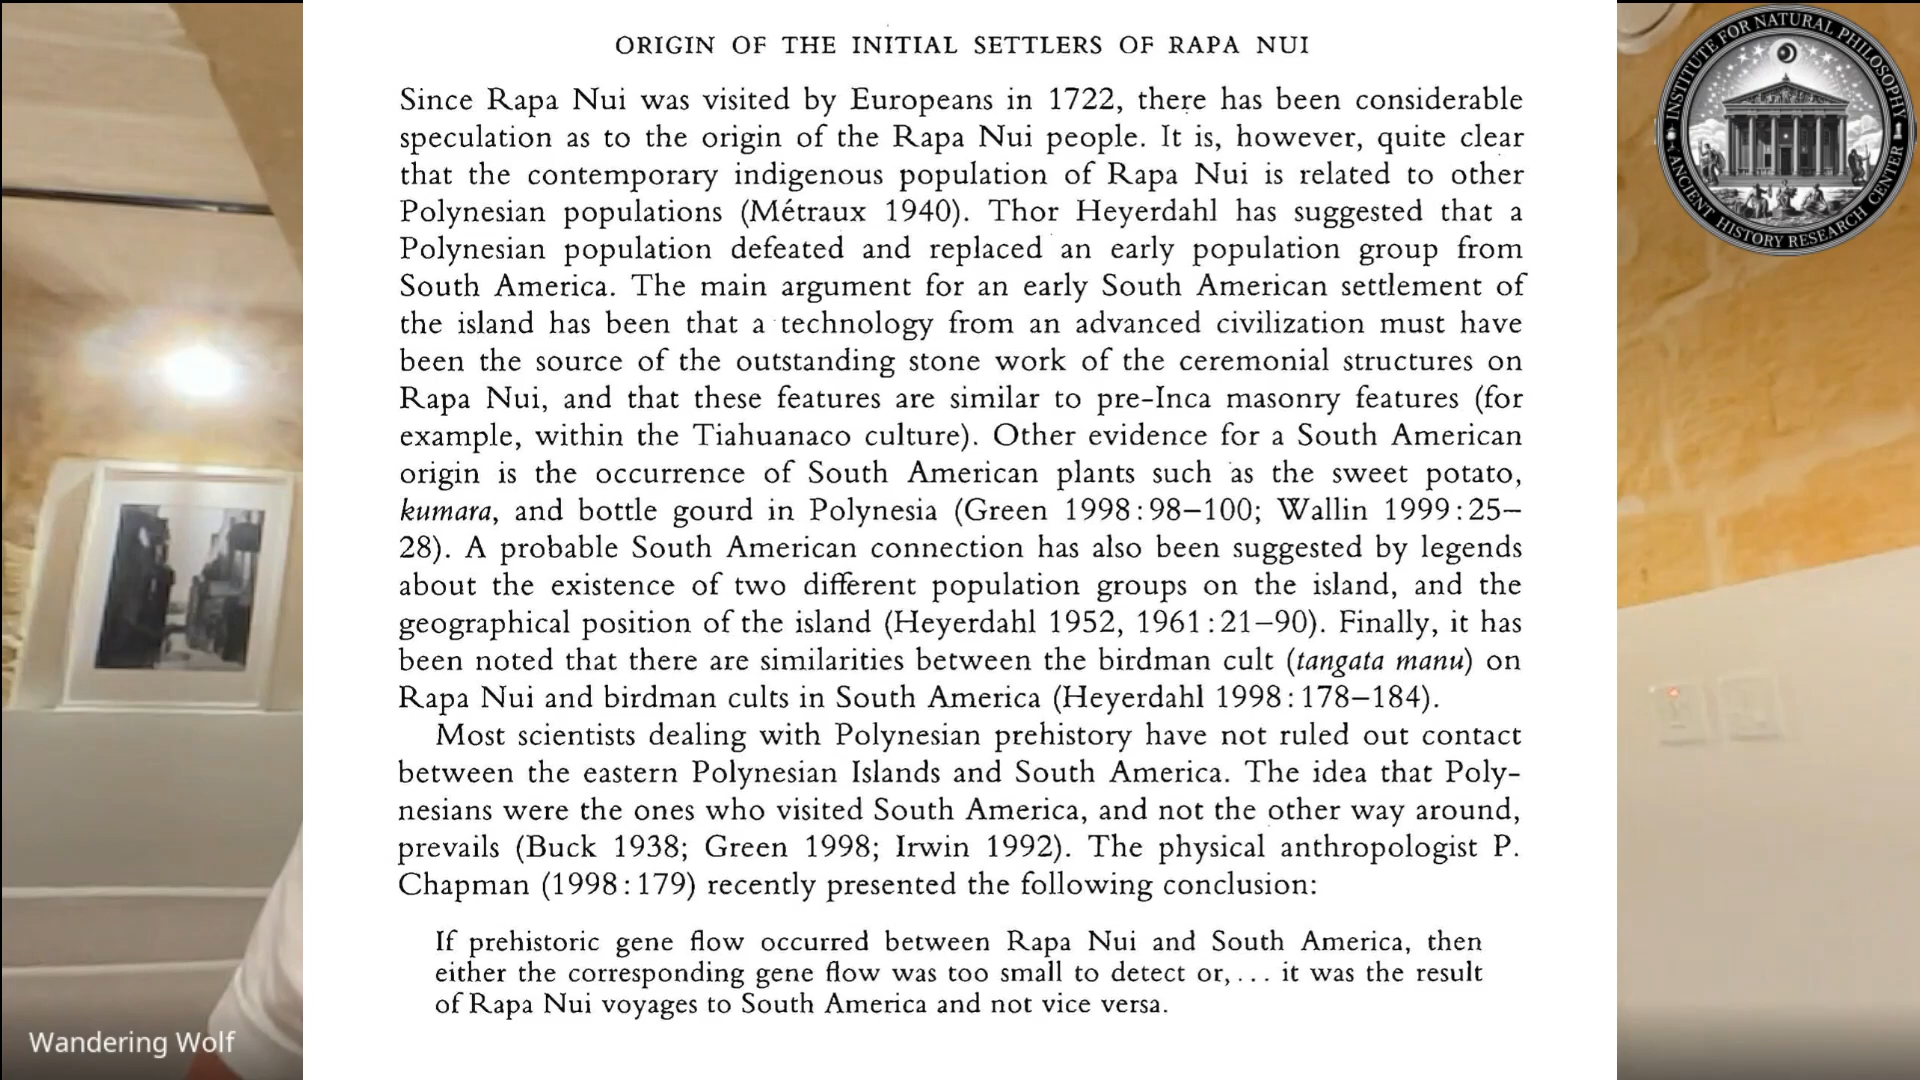 ORIGIN OF THE INITIAL SETTLERS OF RAPA NUI
Since Rapa Nui was visited by Europeans in 1722, there has been considerable
speculation as to the origin of the Rapa Nui people. It is, however, quite clear
that the contemporary indigenous population of Rapa Nui is related to other
Polynesian populations (Métraux 1940). Thor Heyerdahl has suggested that a
Polynesian population defeated and replaced an early population group from
South America. The main argument for an early South American settlement of
the island has been that a technology from an advanced civilization must have
been the source of the outstanding stone work of the ceremonial structures on
Rapa Nui, and that these features are similar to pre-Inca masonry features (for
example, within the Tiahuanaco culture). Other evidence for a South American
origin is the occurrence of South American plants such as the sweet potato,
kumara, and bottle gourd in Polynesia (Green 1998:98–100; Wallin 1999:25–
28). A probable South American connection has also been suggested by legends
about the existence of two different population groups on the island, and the
geographical position of the island (Heyerdahl 1952, 1961:21–90). Finally, it has
been noted that there are similarities between the birdman cult (tangata manu) on
Rapa Nui and birdman cults in South America (Heyerdahl 1998:178–184).
Most scientists dealing with Polynesian prehistory have not ruled out contact
between the eastern Polynesian Islands and South America. The idea that Poly-
nesians were the ones who visited South America, and not the other way around,
prevails (Buck 1938; Green 1998; Irwin 1992). The physical anthropologist P.
Chapman (1998:179) recently presented the following conclusion:
If prehistoric gene flow occurred between Rapa Nui and South America, then
either the corresponding gene flow was too small to detect or, . . . it was the result
of Rapa Nui voyages to South America and not vice versa.
Wandering Wolf
INSTITUTE FOR NATURAL PHILOSOPHY
ANCIENT HISTORY RESEARCH CENTER